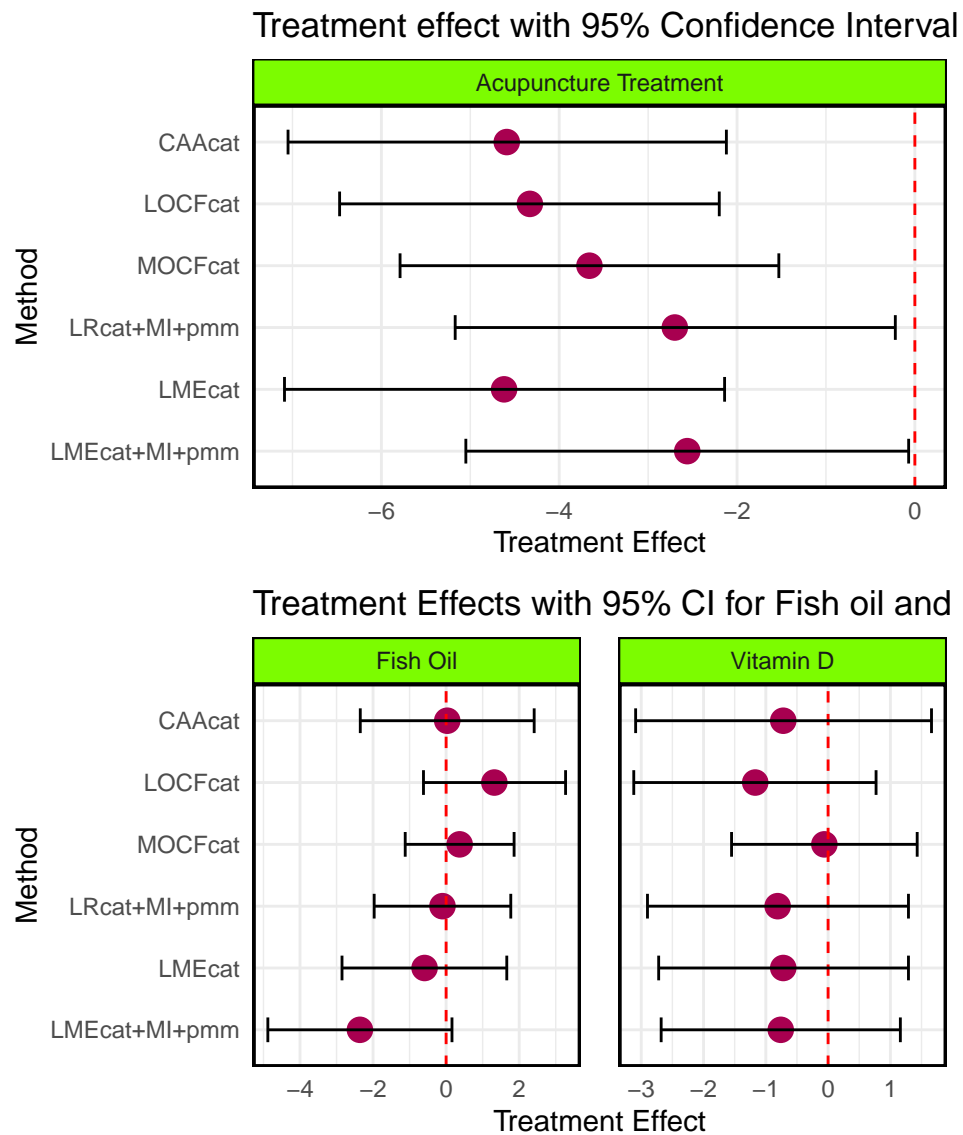 Treatment effect with 95% Confidence Interval
Acupuncture Treatment
Method
CAAcat
LOCFcat
MOCFcat
LRcat+MI+pmm
LMEcat
LMEcat+MI+pmm
−6 −4 −2 0
Treatment Effect
Treatment Effects with 95% CI for Fish oil and
Fish Oil Vitamin D
Method
CAAcat
LOCFcat
MOCFcat
LRcat+MI+pmm
LMEcat
LMEcat+MI+pmm
−4 −2 0 2 −3 −2 −1 0 1
Treatment Effect